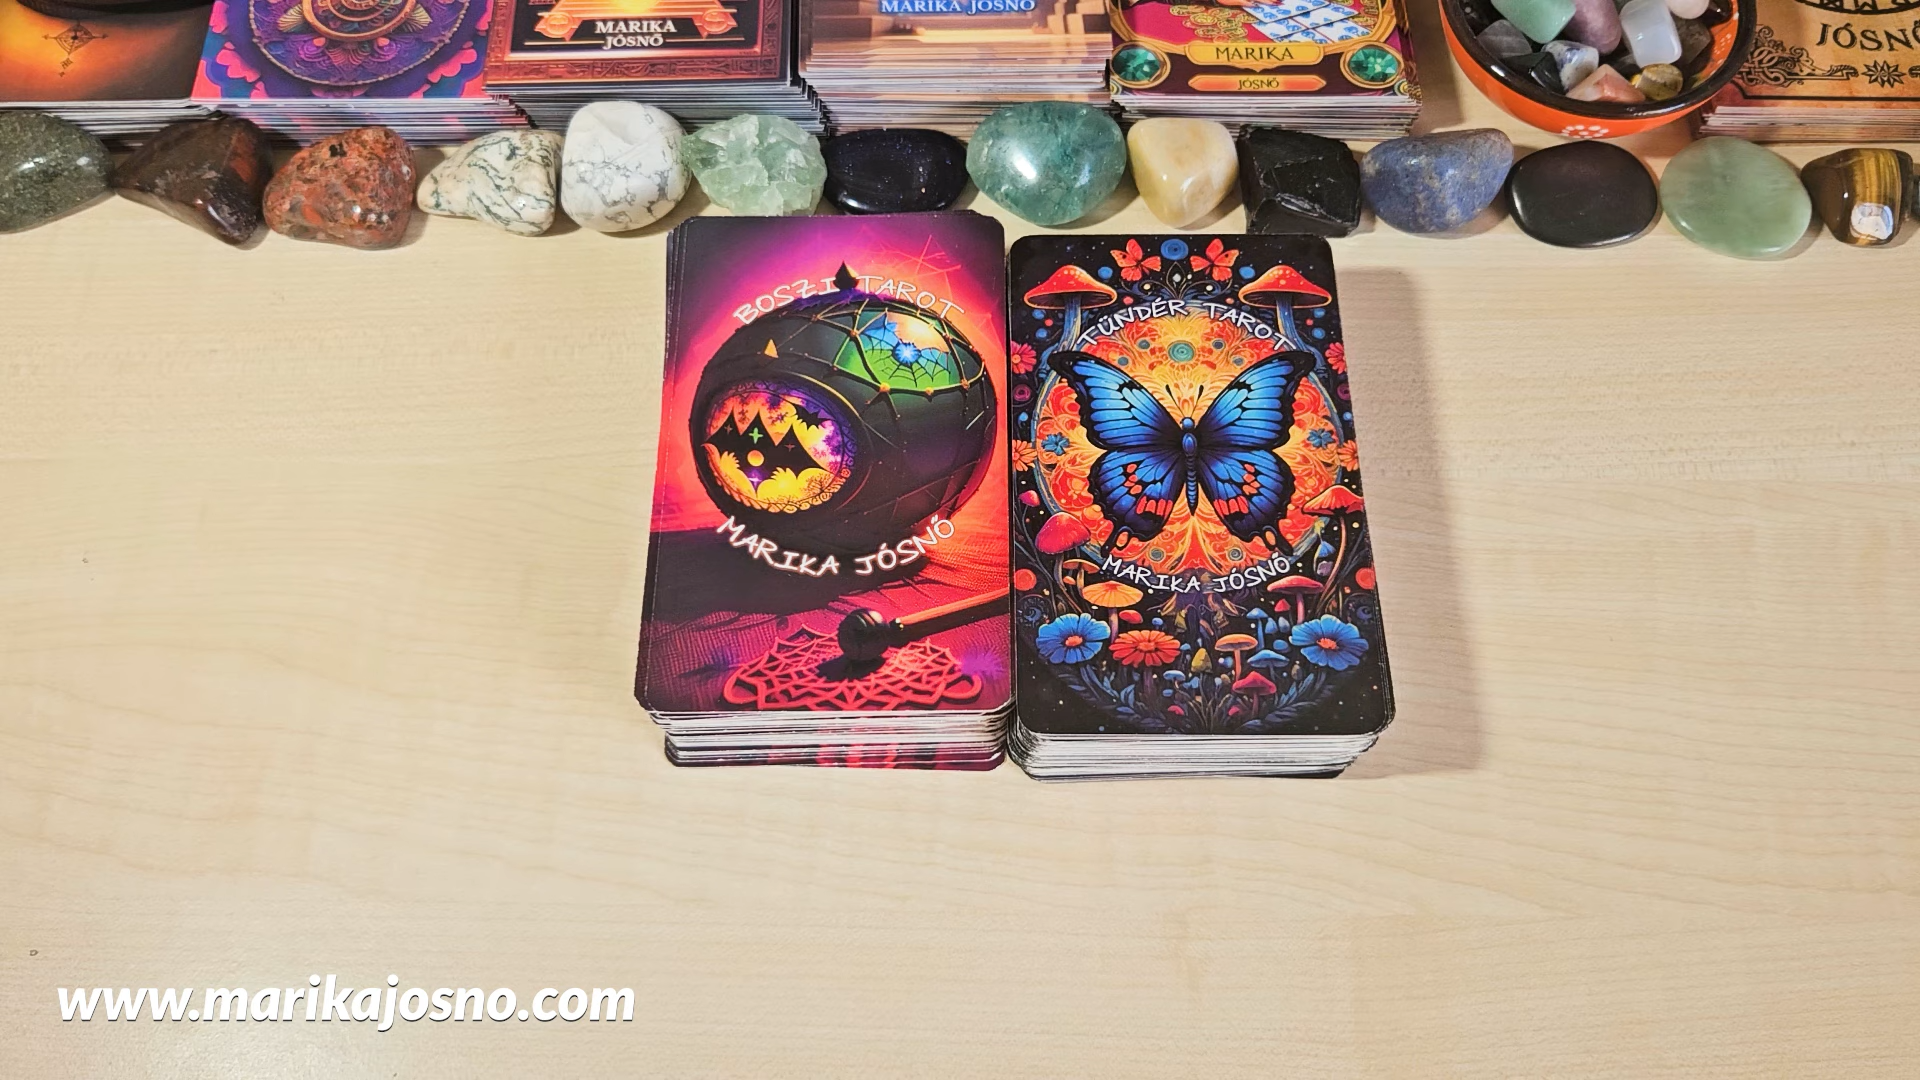 MARIKA
JÓSNŐ
MARIKA JÓSNŐ
MARIKA
JÓSNŐ
JÓSNŐ
BOSZI TAROT
MARIKA JÓSNŐ
TÜNDÉR TAROT
MARIKA JÓSNŐ
www.marikajosno.com